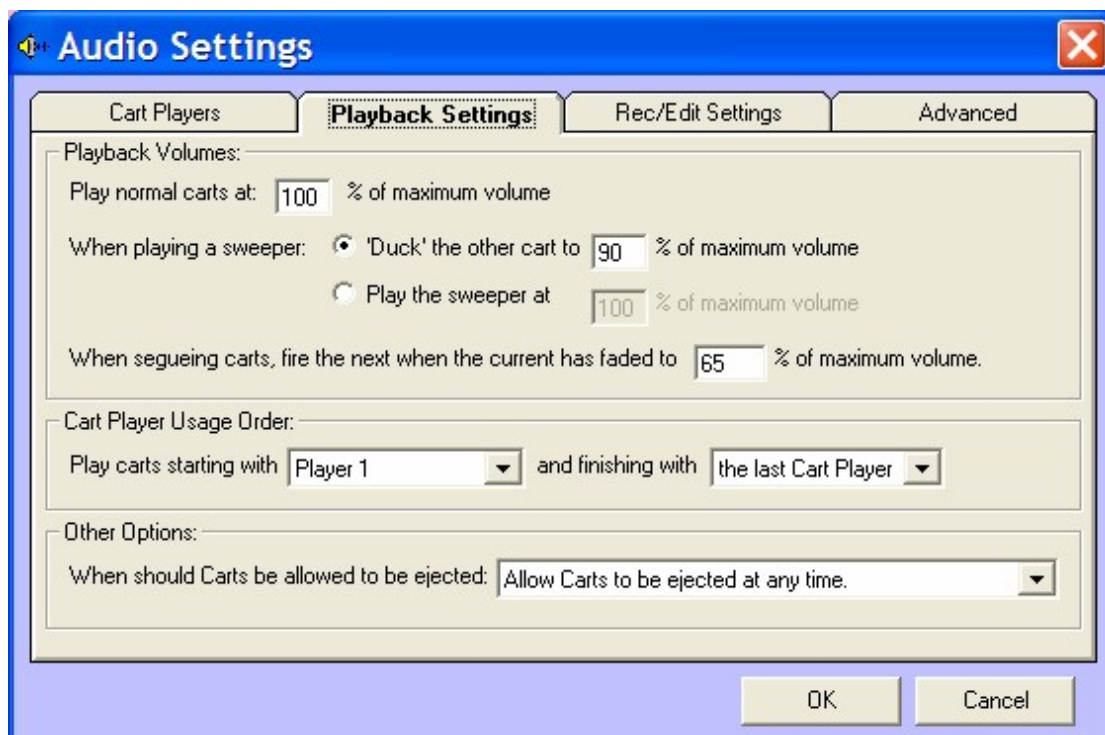 Audio Settings
Cart Players Playback Settings Rec/Edit Settings Advanced
Playback Volumes:
Play normal carts at: 100 % of maximum volume
When playing a sweeper: 'Duck' the other cart to 90 % of maximum volume
Play the sweeper at 100 % of maximum volume
When segueing carts, fire the next when the current has faded to 65 % of maximum volume.
Cart Player Usage Order:
Play carts starting with Player 1 and finishing with the last Cart Player
Other Options:
When should Carts be allowed to be ejected: Allow Carts to be ejected at any time.
OK Cancel